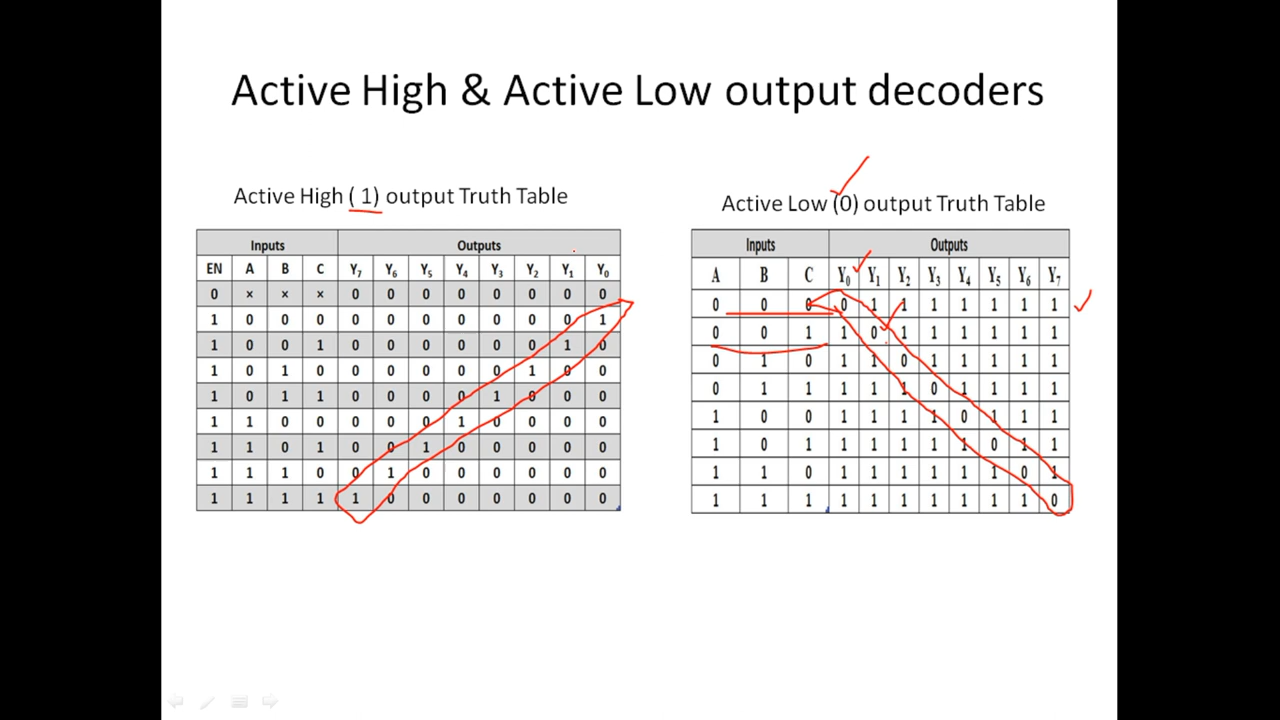 Active High & Active Low output decoders
Active High ( 1) output Truth Table
Inputs Outputs
EN A B C Y7 Y6 Y5 Y4 Y3 Y2 Y1 Y0
0 × × × 0 0 0 0 0 0 0 0
1 0 0 0 0 0 0 0 0 0 0 1
1 0 0 1 0 0 0 0 0 0 1 0
1 0 1 0 0 0 0 0 0 1 0 0
1 0 1 1 0 0 0 0 1 0 0 0
1 1 0 0 0 0 0 1 0 0 0 0
1 1 0 1 0 0 1 0 0 0 0 0
1 1 1 0 0 1 0 0 0 0 0 0
1 1 1 1 1 0 0 0 0 0 0 0
Active Low (0) output Truth Table
Inputs Outputs
A B C Y0 Y1 Y2 Y3 Y4 Y5 Y6 Y7
0 0 0 0 1 1 1 1 1 1 1
0 0 1 1 0 1 1 1 1 1 1
0 1 0 1 1 0 1 1 1 1 1
0 1 1 1 1 1 0 1 1 1 1
1 0 0 1 1 1 1 0 1 1 1
1 0 1 1 1 1 1 1 0 1 1
1 1 0 1 1 1 1 1 1 0 1
1 1 1 1 1 1 1 1 1 1 0